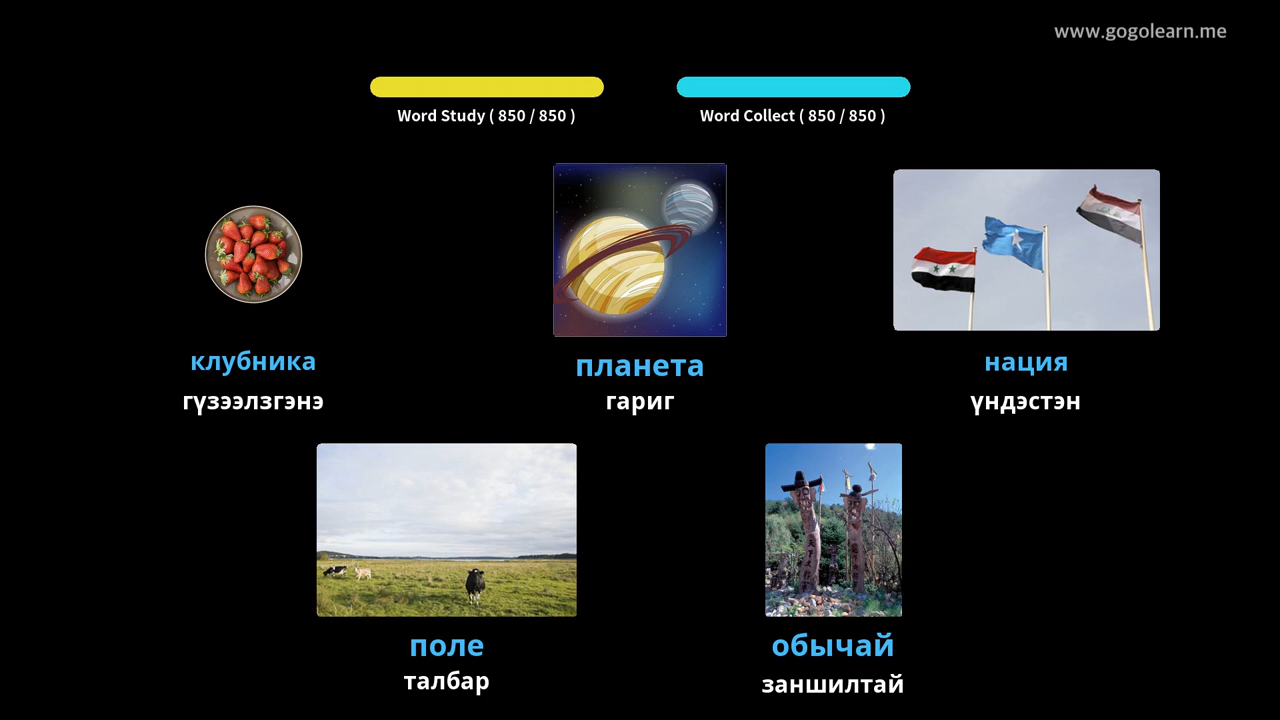 www.gogolearn.me
Word Study ( 850 / 850 )
Word Collect ( 850 / 850 )
клубника
гүзээлзгэнэ
планета
гариг
нация
үндэстэн
поле
талбар
обычай
заншилтай